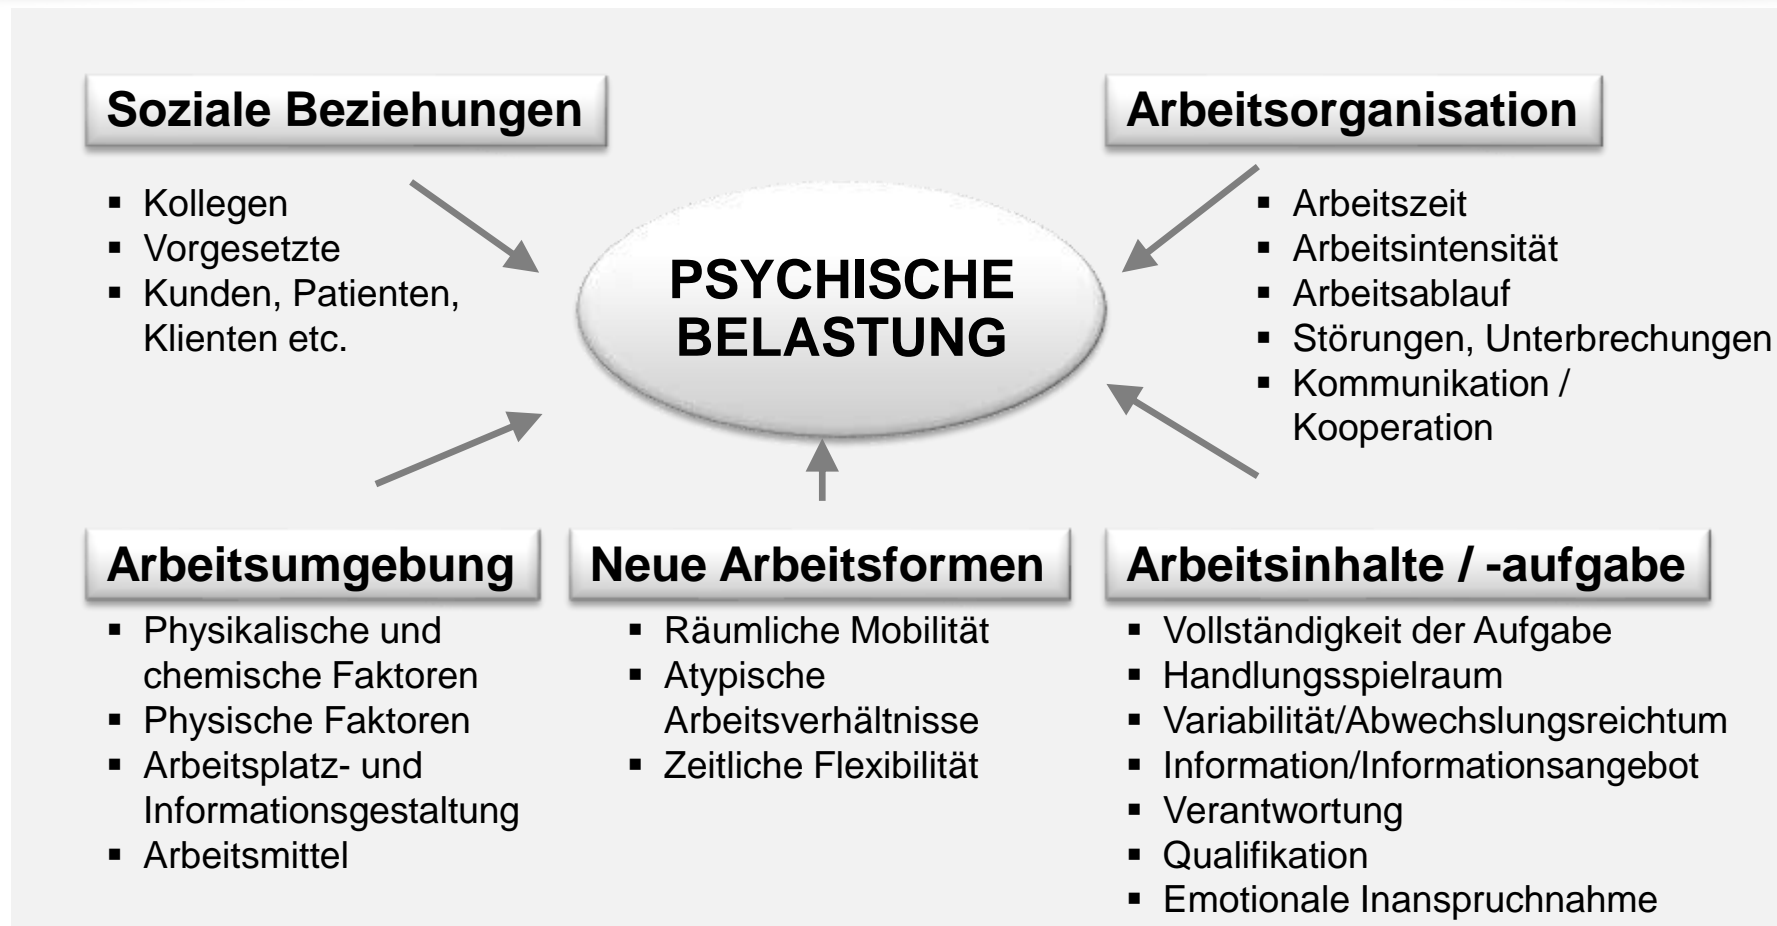 Soziale Beziehungen
▪ Kollegen
▪ Vorgesetzte
▪ Kunden, Patienten,
Klienten etc.
PSYCHISCHE
BELASTUNG
Arbeitsorganisation
▪ Arbeitszeit
▪ Arbeitsintensität
▪ Arbeitsablauf
▪ Störungen, Unterbrechungen
▪ Kommunikation /
Kooperation
Arbeitsumgebung
▪ Physikalische und
chemische Faktoren
▪ Physische Faktoren
▪ Arbeitsplatz- und
Informationsgestaltung
▪ Arbeitsmittel
Neue Arbeitsformen
▪ Räumliche Mobilität
▪ Atypische
Arbeitsverhältnisse
▪ Zeitliche Flexibilität
Arbeitsinhalte / -aufgabe
▪ Vollständigkeit der Aufgabe
▪ Handlungsspielraum
▪ Variabilität/Abwechslungsreichtum
▪ Information/Informationsangebot
▪ Verantwortung
▪ Qualifikation
▪ Emotionale Inanspruchnahme